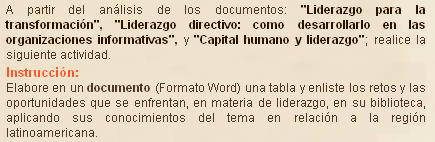 A partir del análisis de los documentos: "Liderazgo para la
transformación", "Liderazgo directivo: como desarrollarlo en las
organizaciones informativas", y "Capital humano y liderazgo"; realice la
siguiente actividad.
Instrucción:
Elabore en un documento (Formato Word) una tabla y enliste los retos y las
oportunidades que se enfrentan, en materia de liderazgo, en su biblioteca,
aplicando sus conocimientos del tema en relación a la región
latinoamericana.